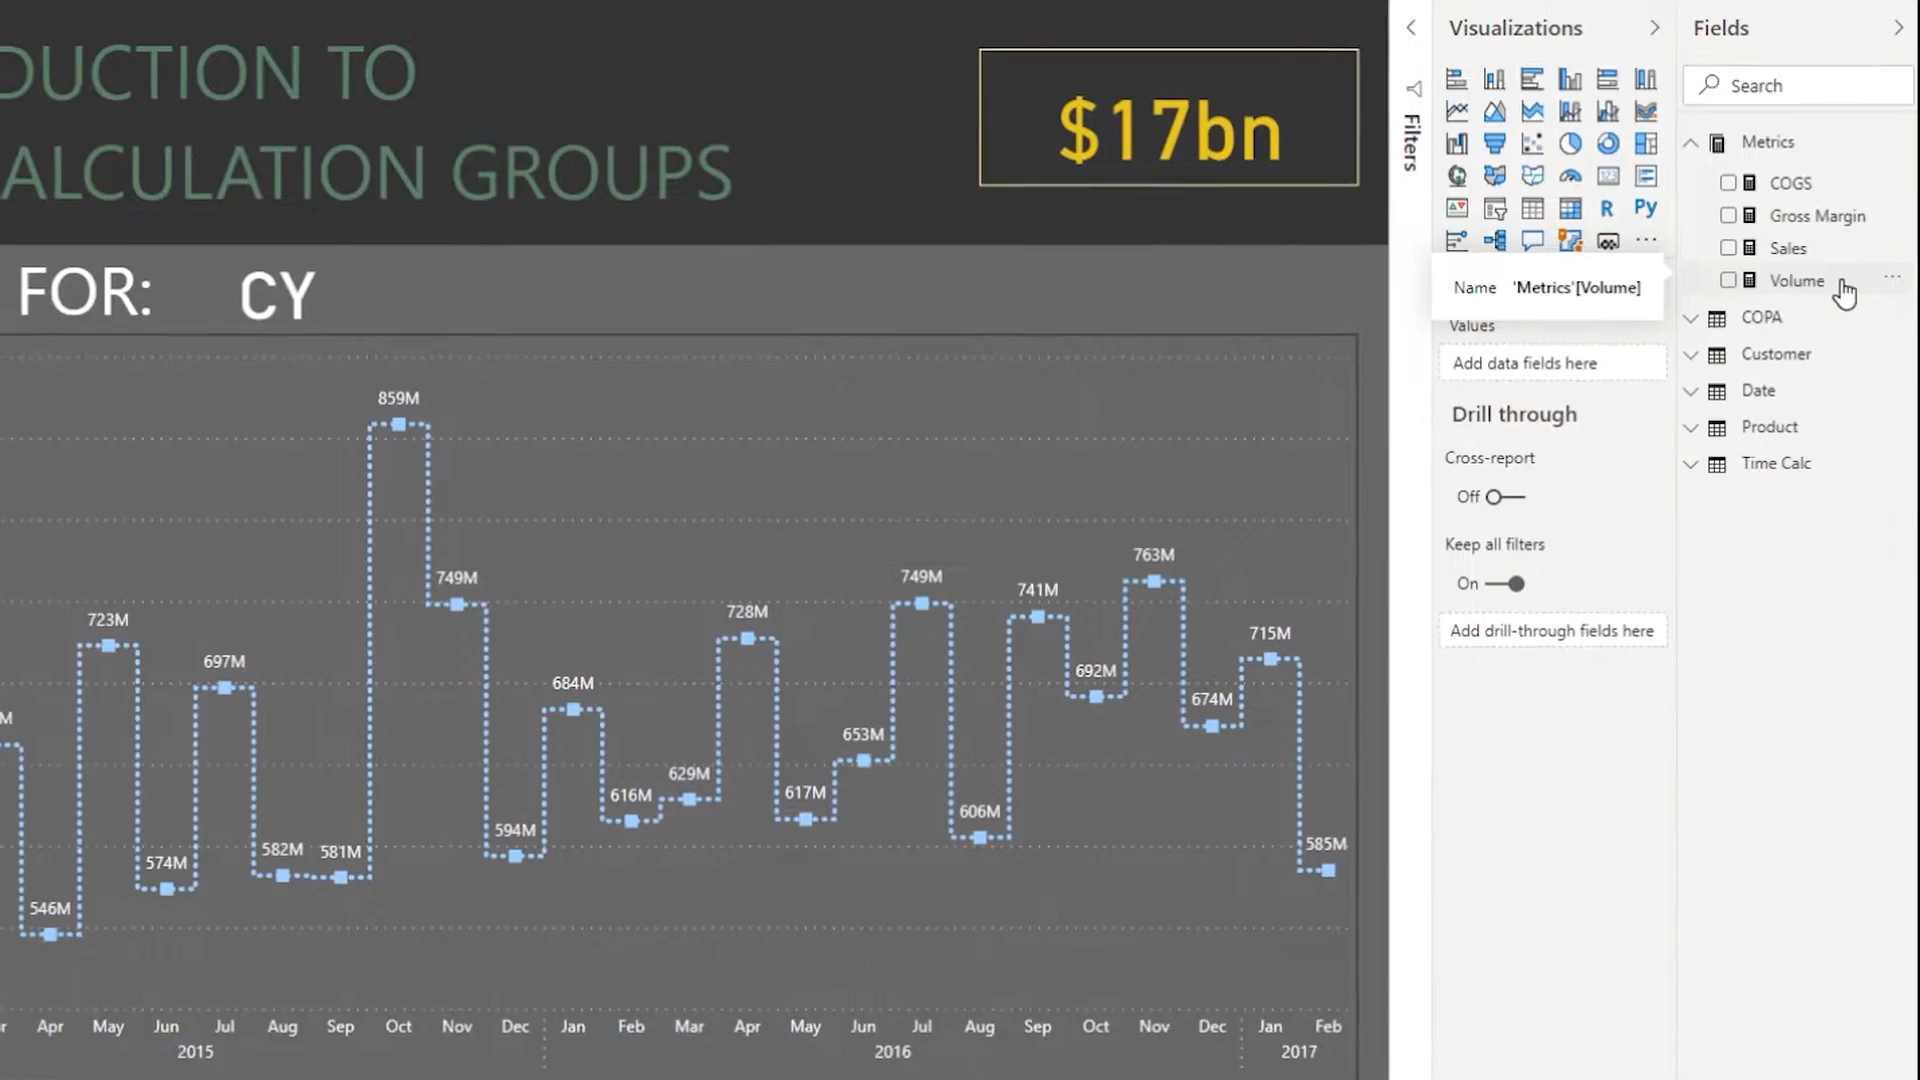 DUCTION TO
ALCULATION GROUPS
$17bn
FOR: CY
859M
763M
749M
749M
741M
728M
723M
715M
697M
692M
684M
674M
M
653M
629M
616M
617M
606M
594M
585M
582M
581M
574M
546M
r Apr May Jun Jul Aug Sep Oct Nov Dec Jan Feb Mar Apr May Jun Jul Aug Sep Oct Nov Dec Jan Feb
2015 2016 2017
Filters
Visualizations
R Py
Name 'Metrics'[Volume]
Values
Add data fields here
Drill through
Cross-report
Off
Keep all filters
On
Add drill-through fields here
Fields
Search
Metrics
COGS
Gross Margin
Sales
Volume
COPA
Customer
Date
Product
Time Calc